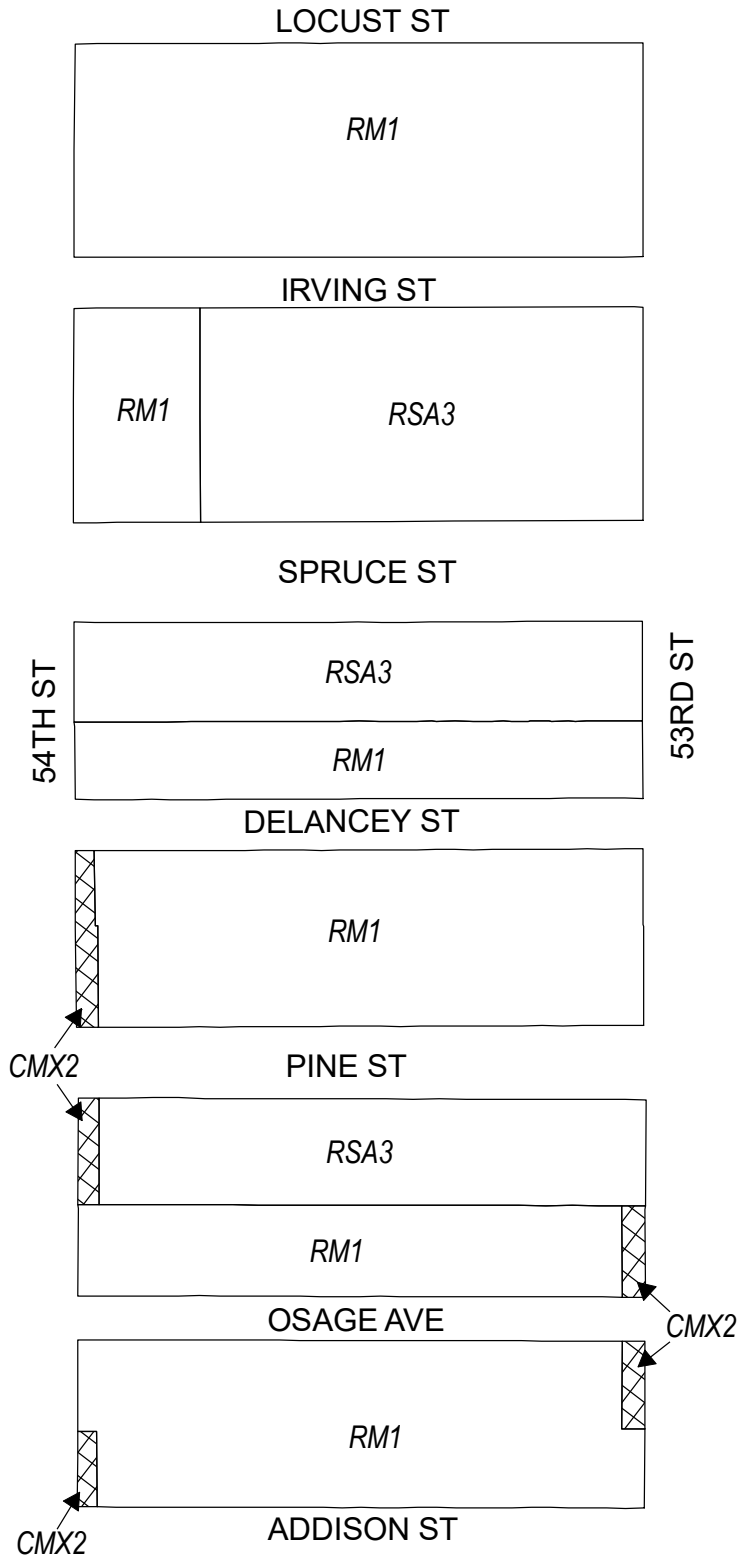 LOCUST ST
RM1
IRVING ST
RM1
RSA3
SPRUCE ST
54TH ST
RSA3
53RD ST
RM1
DELANCEY ST
RM1
CMX2
PINE ST
RSA3
RM1
OSAGE AVE
CMX2
RM1
CMX2
ADDISON ST